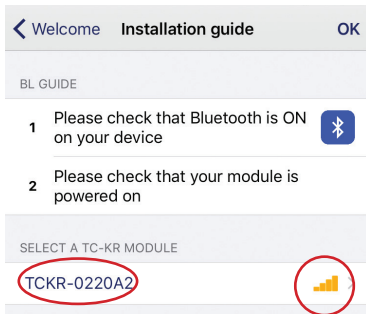 Welcome Installation guide OK
BL GUIDE
1 Please check that Bluetooth is ON
on your device
2 Please check that your module is
powered on
SELECT A TC-KR MODULE
TCKR-0220A2